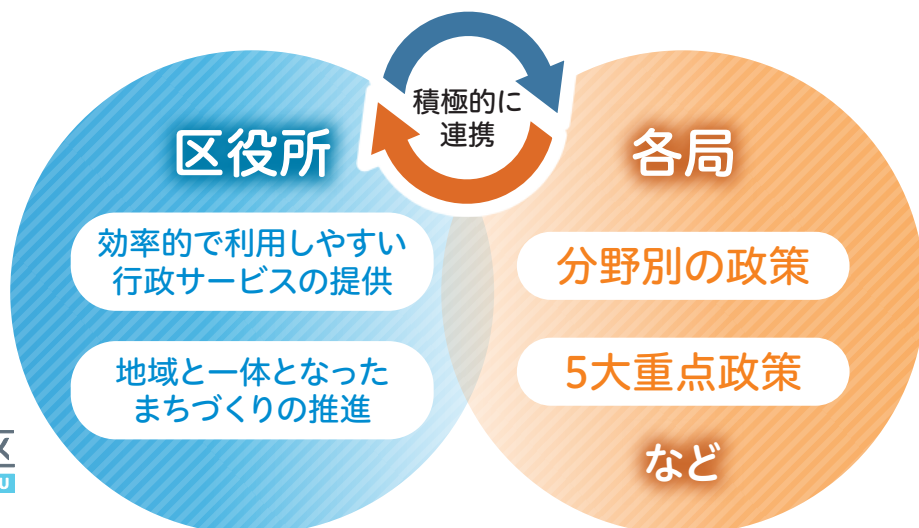 積極的に
連携
区役所
効率的で利用しやすい
行政サービスの提供
地域と一体となった
まちづくりの推進
各局
分野別の政策
5大重点政策
など
区
U